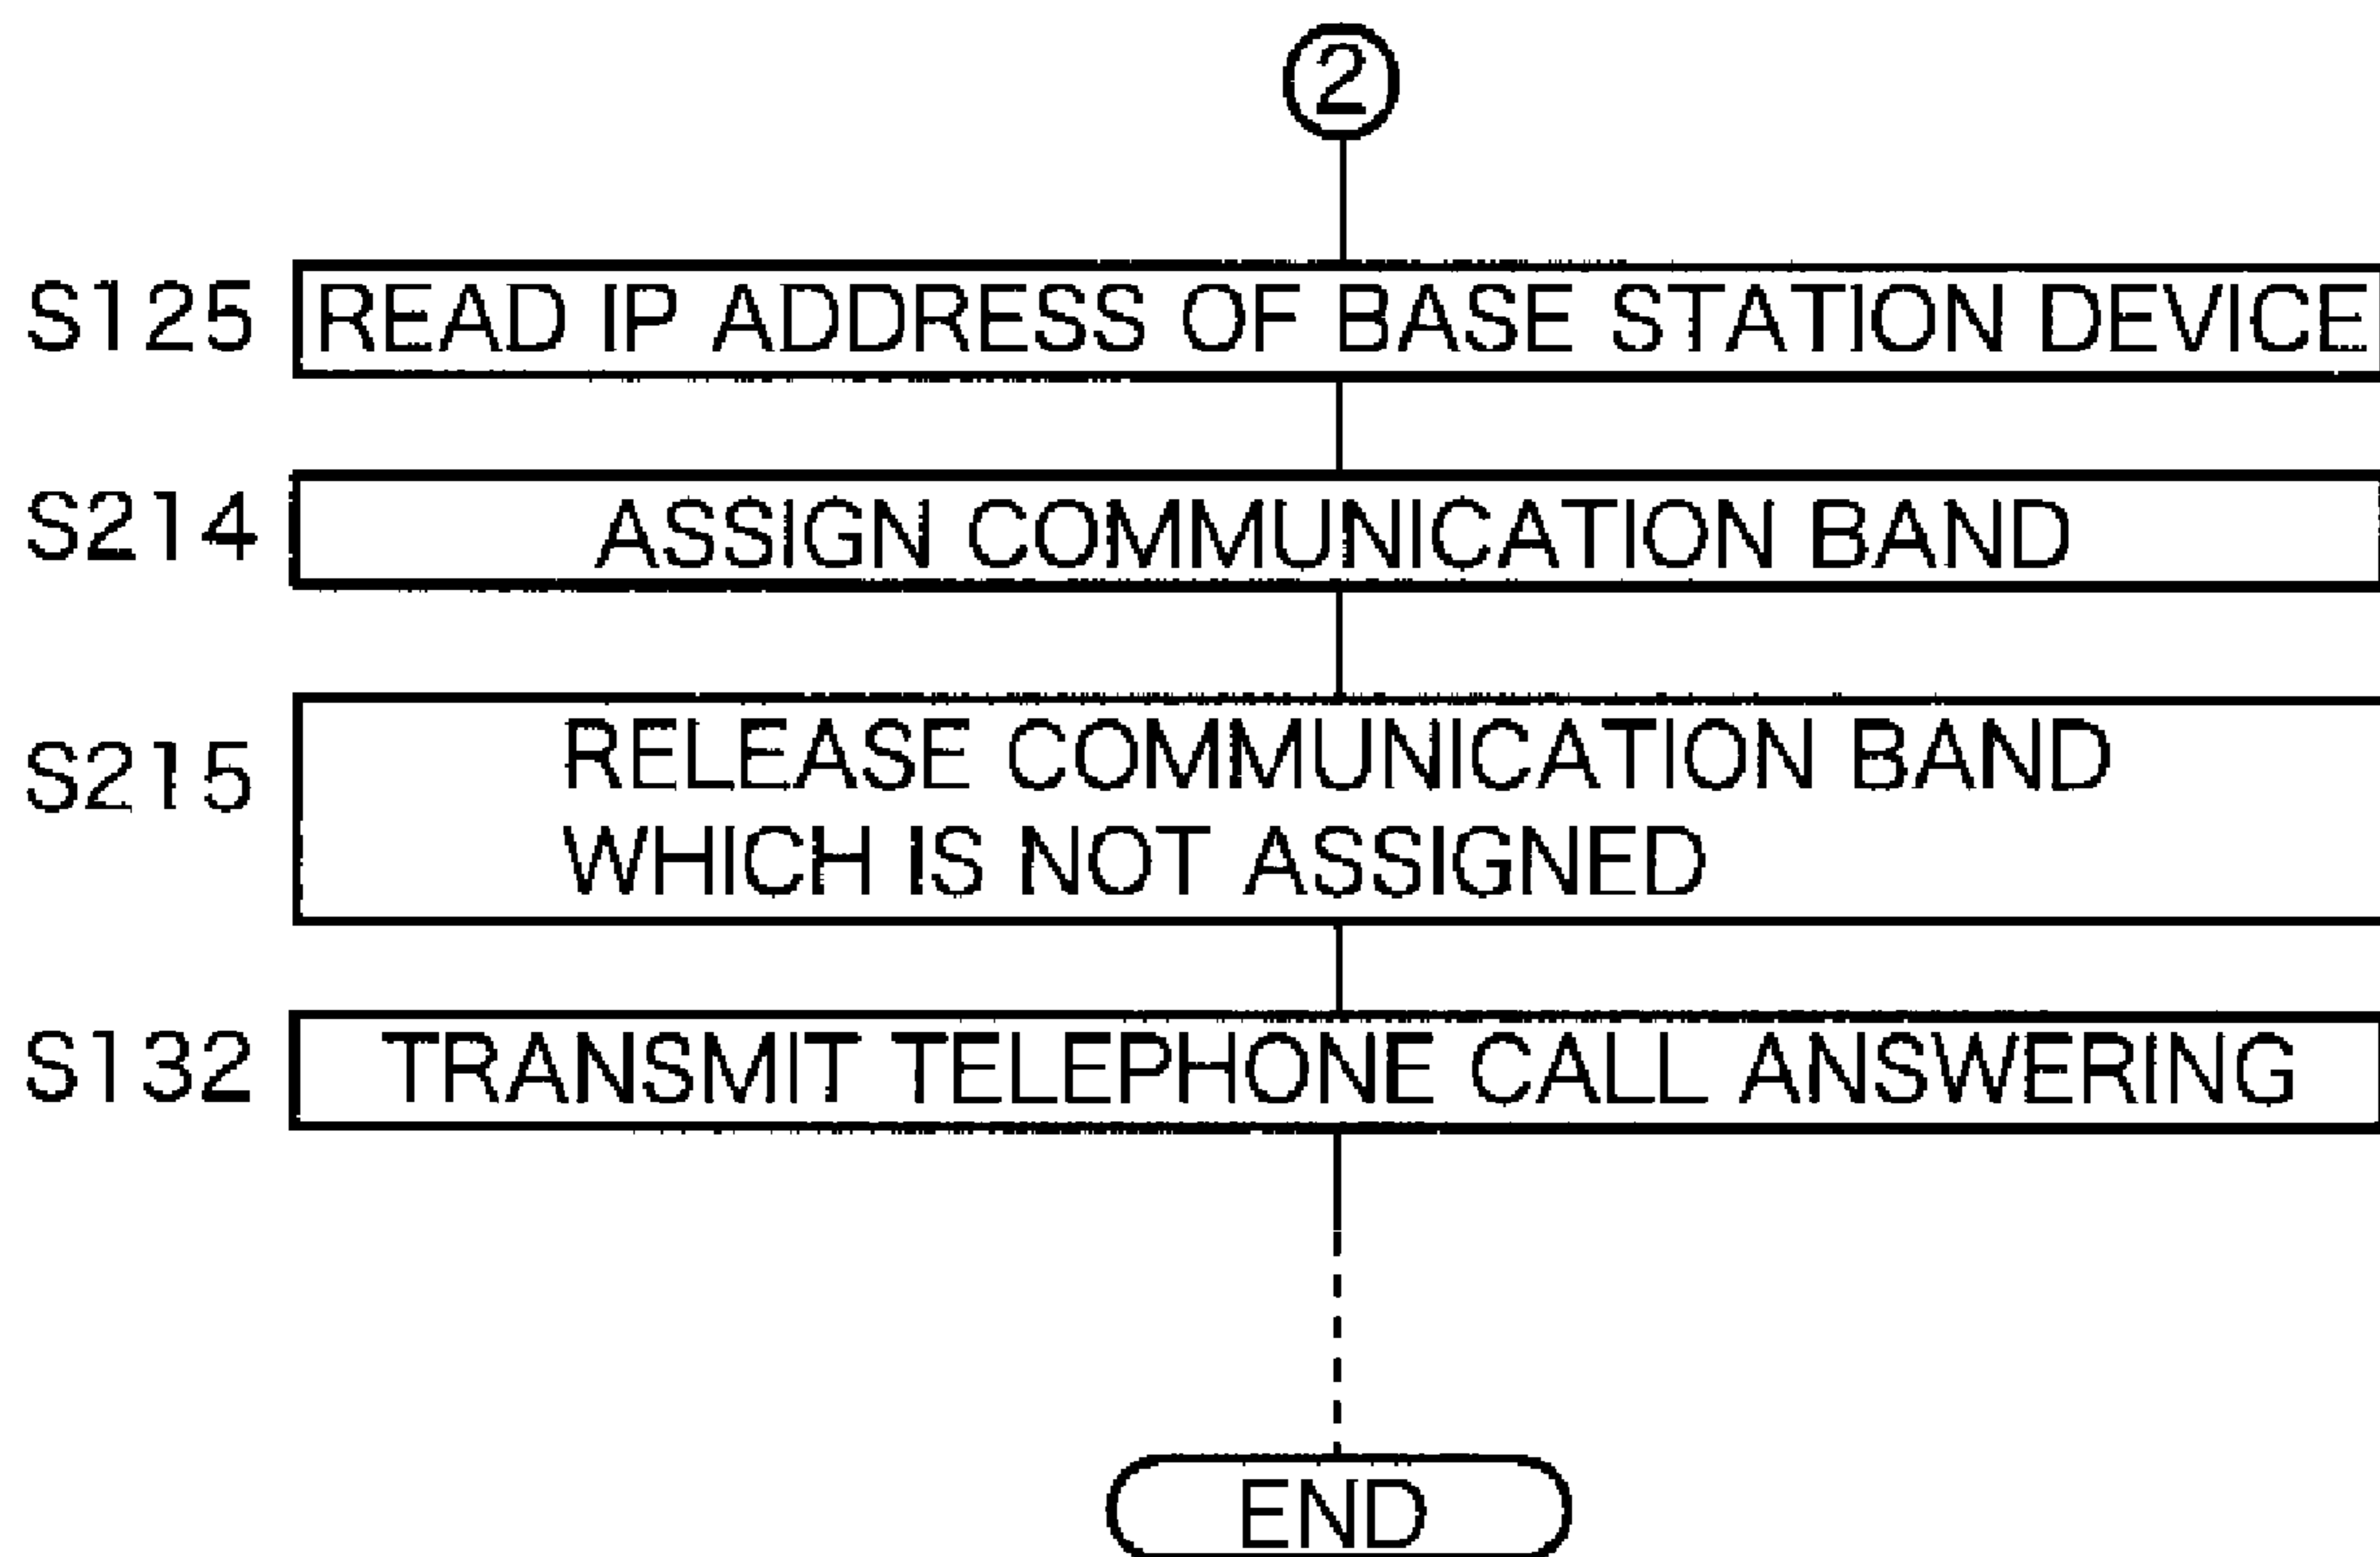 ②
S125 READ IP ADDRESS OF BASE STATION DEVICE
S214 ASSIGN COMMUNICATION BAND
S215 RELEASE COMMUNICATION BAND
WHICH IS NOT ASSIGNED
S132 TRANSMIT TELEPHONE CALL ANSWERING
END